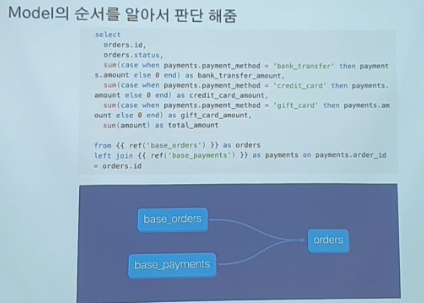 Model의 순서를 알아서 판단 해줌
select
orders.id,
orders.status,
sum(case when payments.payment_method = 'bank_transfer' then payment
s.amount else 0 end) as bank_transfer_amount,
sum(case when payments.payment_method = 'credit_card' then payments.
amount else 0 end) as credit_card_amount,
sum(case when payments.payment_method = 'gift_card' then payments.am
ount else 0 end) as gift_card_amount,
sum(amount) as total_amount
from {{ ref('base_orders') }} as orders
left join {{ ref('base_payments') }} as payments on payments.order_id
= orders.id
base_orders
orders
base_payments